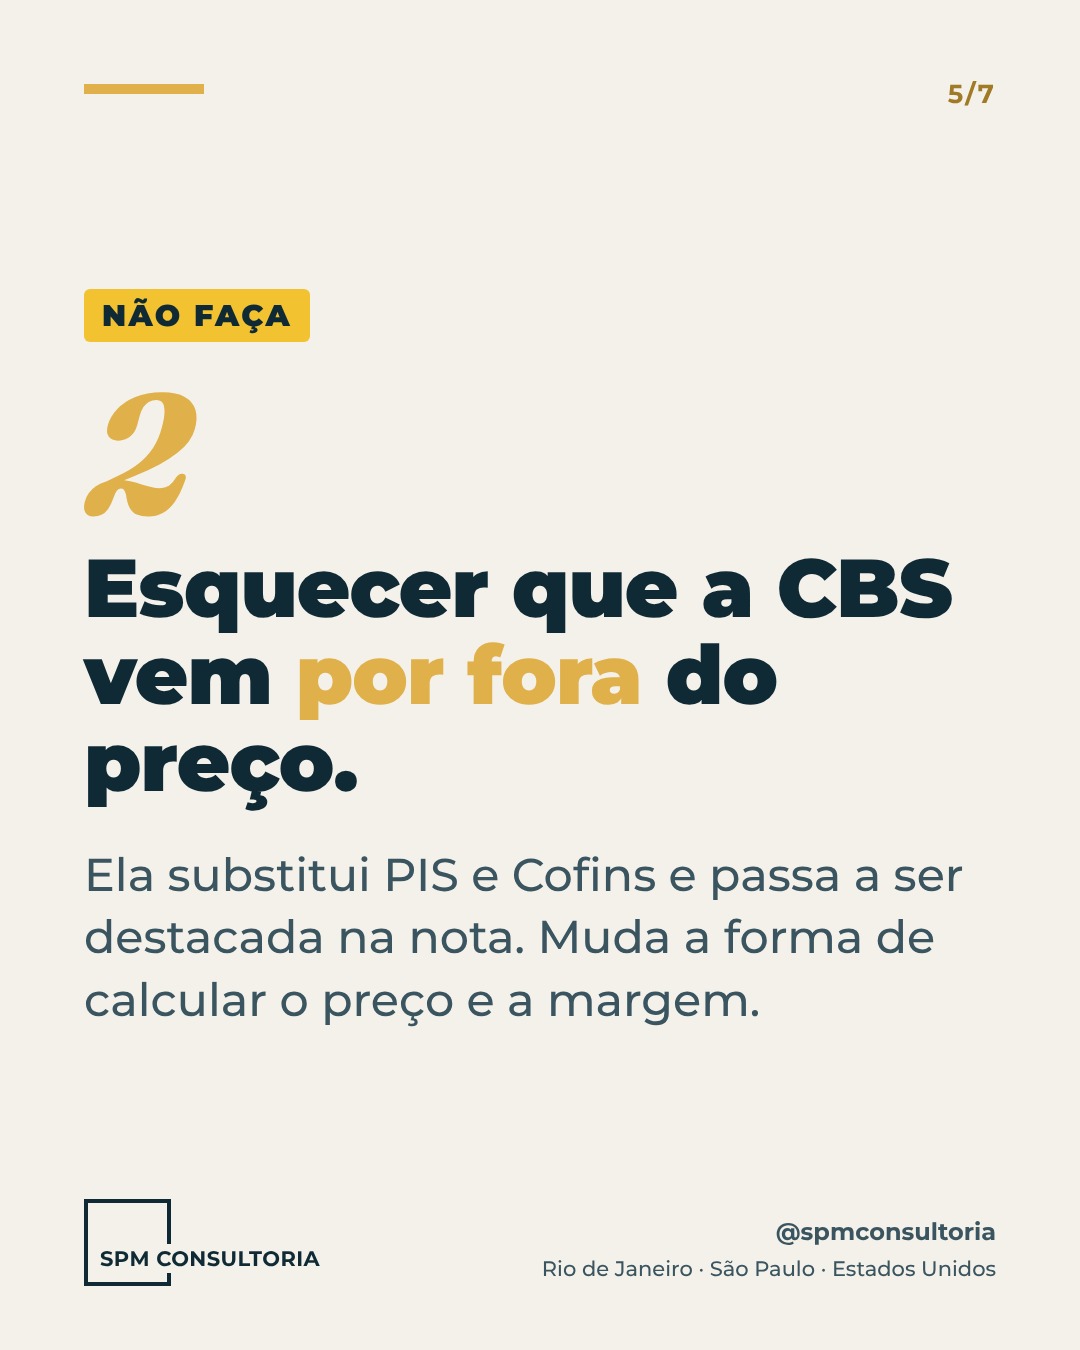 5/7
NÃO FAÇA
2
Esquecer que a CBS
vem por fora do
preço.
Ela substitui PIS e Cofins e passa a ser
destacada na nota. Muda a forma de
calcular o preço e a margem.
SPM CONSULTORIA
@spmconsultoria
Rio de Janeiro · São Paulo · Estados Unidos